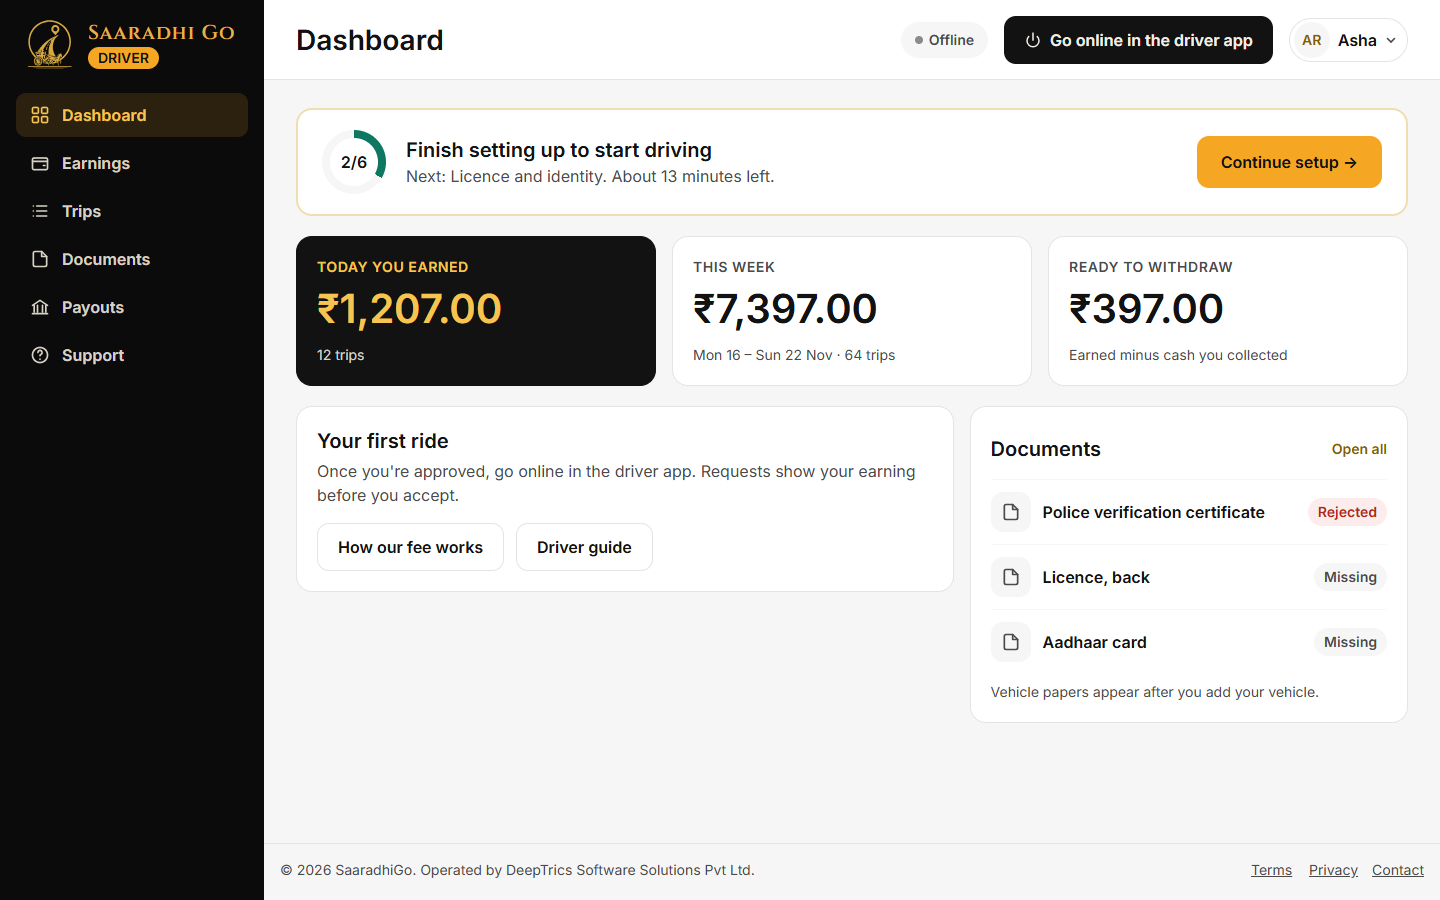 Saaradhi Go
DRIVER
Dashboard
Earnings
Trips
Documents
Payouts
Support
Dashboard
Offline
Go online in the driver app
AR
Asha
2/6
Finish setting up to start driving
Next: Licence and identity. About 13 minutes left.
Continue setup →
TODAY YOU EARNED
₹1,207.00
12 trips
THIS WEEK
₹7,397.00
Mon 16 – Sun 22 Nov · 64 trips
READY TO WITHDRAW
₹397.00
Earned minus cash you collected
Your first ride
Once you're approved, go online in the driver app. Requests show your earning
before you accept.
How our fee works
Driver guide
Documents
Open all
Police verification certificate
Rejected
Licence, back
Missing
Aadhaar card
Missing
Vehicle papers appear after you add your vehicle.
© 2026 SaaradhiGo. Operated by DeepTrics Software Solutions Pvt Ltd.
Terms
Privacy
Contact